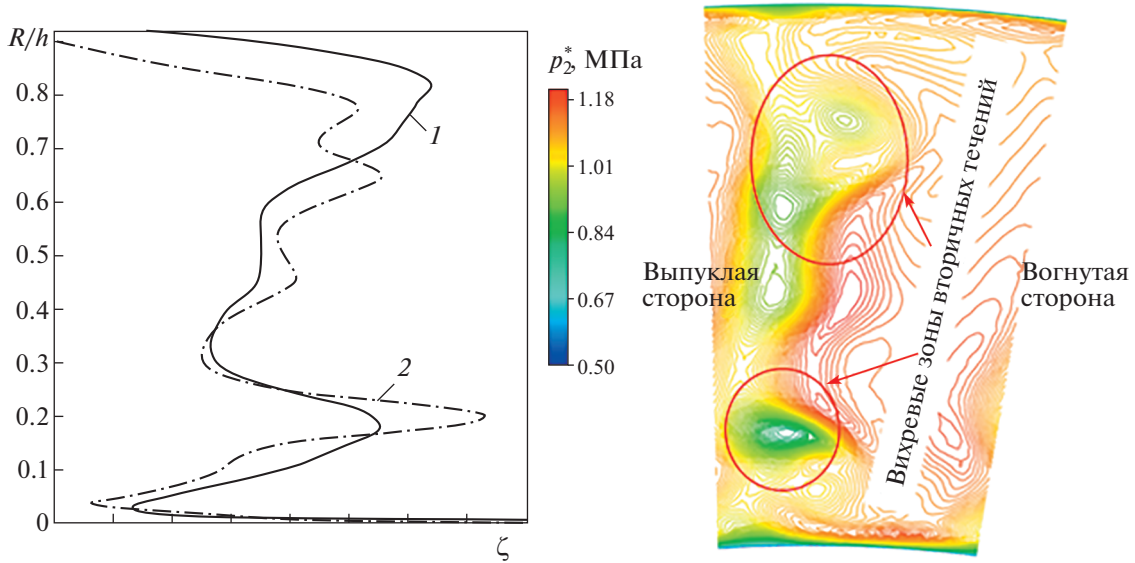 R/h
0.8
0.7
0.6
0.5
0.4
0.3
0.2
0.1
0
1
2
ζ
p₂*, МПа
1.18
1.01
0.84
0.67
0.50
Выпуклая
сторона
Вихревые зоны вторичных течений
Вогнутая
сторона